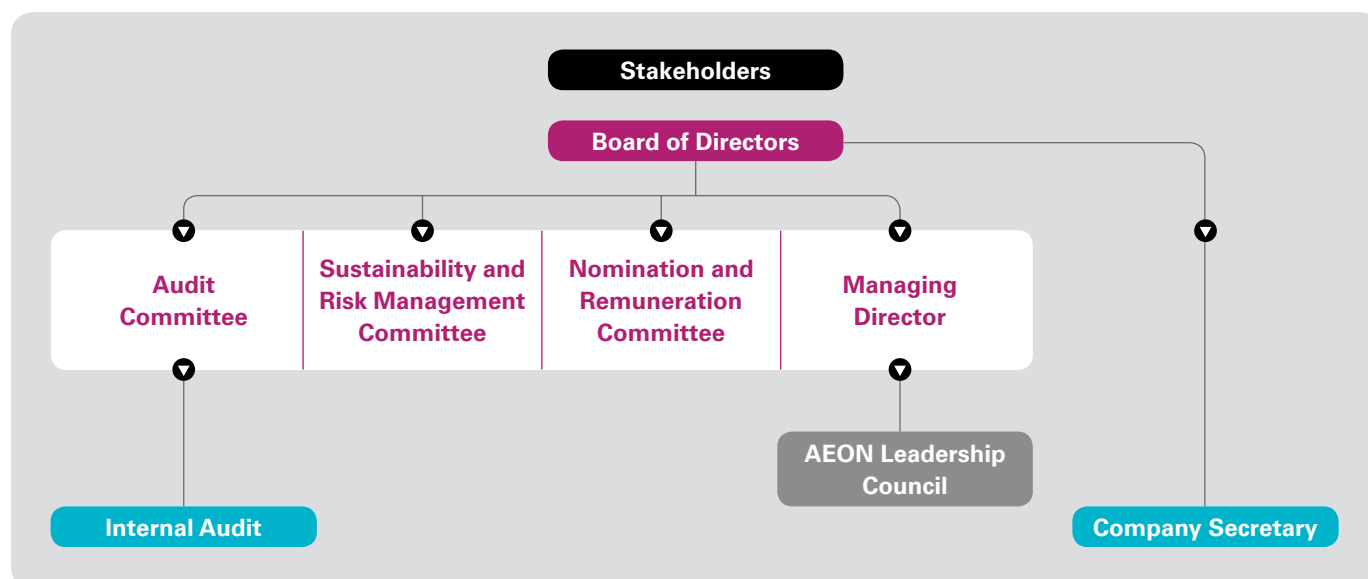 Stakeholders
Board of Directors
Audit
Committee
Sustainability and
Risk Management
Committee
Nomination and
Remuneration
Committee
Managing
Director
AEON Leadership
Council
Internal Audit
Company Secretary